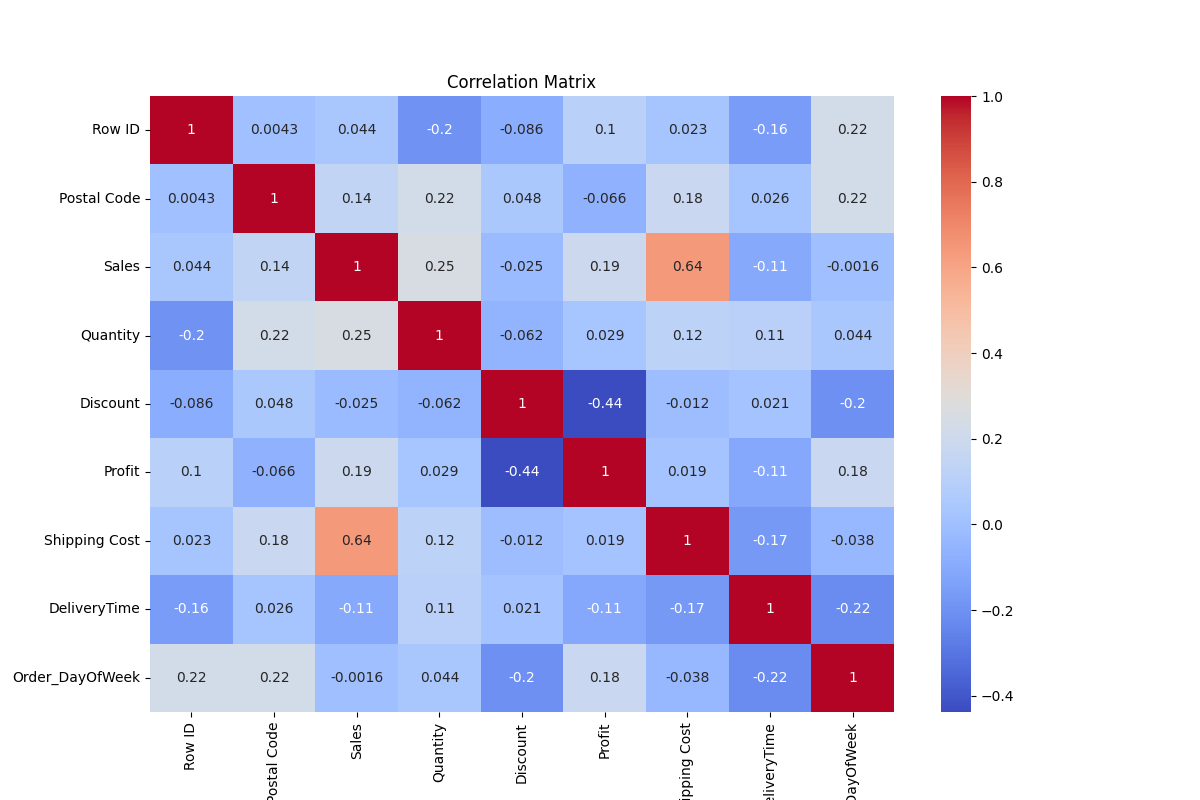 Correlation Matrix
Row ID 1 0.0043 0.044 -0.2 -0.086 0.1 0.023 -0.16 0.22
Postal Code 0.0043 1 0.14 0.22 0.048 -0.066 0.18 0.026 0.22
Sales 0.044 0.14 1 0.25 -0.025 0.19 0.64 -0.11 -0.0016
Quantity -0.2 0.22 0.25 1 -0.062 0.029 0.12 0.11 0.044
Discount -0.086 0.048 -0.025 -0.062 1 -0.44 -0.012 0.021 -0.2
Profit 0.1 -0.066 0.19 0.029 -0.44 1 0.019 -0.11 0.18
Shipping Cost 0.023 0.18 0.64 0.12 -0.012 0.019 1 -0.17 -0.038
DeliveryTime -0.16 0.026 -0.11 0.11 0.021 -0.11 -0.17 1 -0.22
Order_DayOfWeek 0.22 0.22 -0.0016 0.044 -0.2 0.18 -0.038 -0.22 1
Row ID
Postal Code
Sales
Quantity
Discount
Profit
ipping Cost
eliveryTime
DayOfWeek
1.0
0.8
0.6
0.4
0.2
0.0
−0.2
−0.4